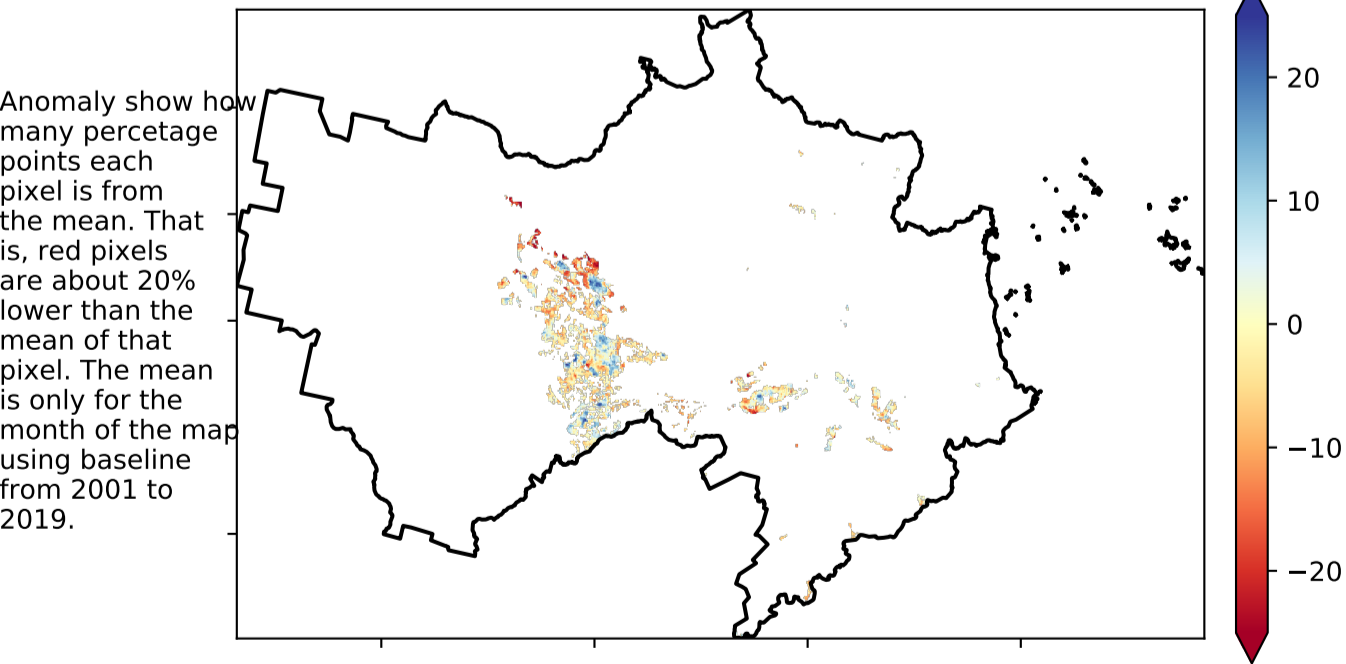 Anomaly show how
many percetage
points each
pixel is from
the mean. That
is, red pixels
are about 20%
lower than the
mean of that
pixel. The mean
is only for the
month of the map
using baseline
from 2001 to
2019.
20
10
0
−10
−20